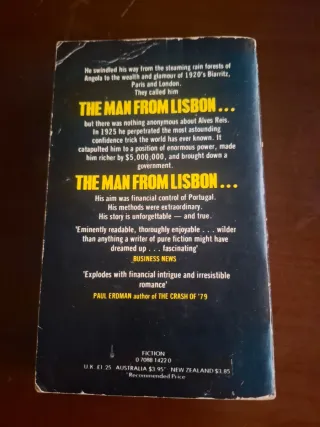 He swindled his way from the steaming rain forests of
Angola to the wealth and glamour of 1920's Biarritz,
Paris and London.
They called him
THE MAN FROM LISBON...
but there was nothing anonymous about Alves Reis.
In 1925 he perpetrated the most astounding
confidence trick the world has ever known. It
catapulted him to a position of enormous power, made
him richer by $5,000,000, and brought down a
government.
THE MAN FROM LISBON...
His aim was financial control of Portugal.
His methods were extraordinary.
His story is unforgettable — and true.
'Eminently readable, thoroughly enjoyable . . . wilder
than anything a writer of pure fiction might have
dreamed up . . . fascinating'
BUSINESS NEWS
'Explodes with financial intrigue and irresistible
romance'
PAUL ERDMAN author of THE CRASH OF '79
FICTION
0 7088 1422 0
U.K. £1.25 AUSTRALIA $3.95* NEW ZEALAND $3.85
*Recommended Price